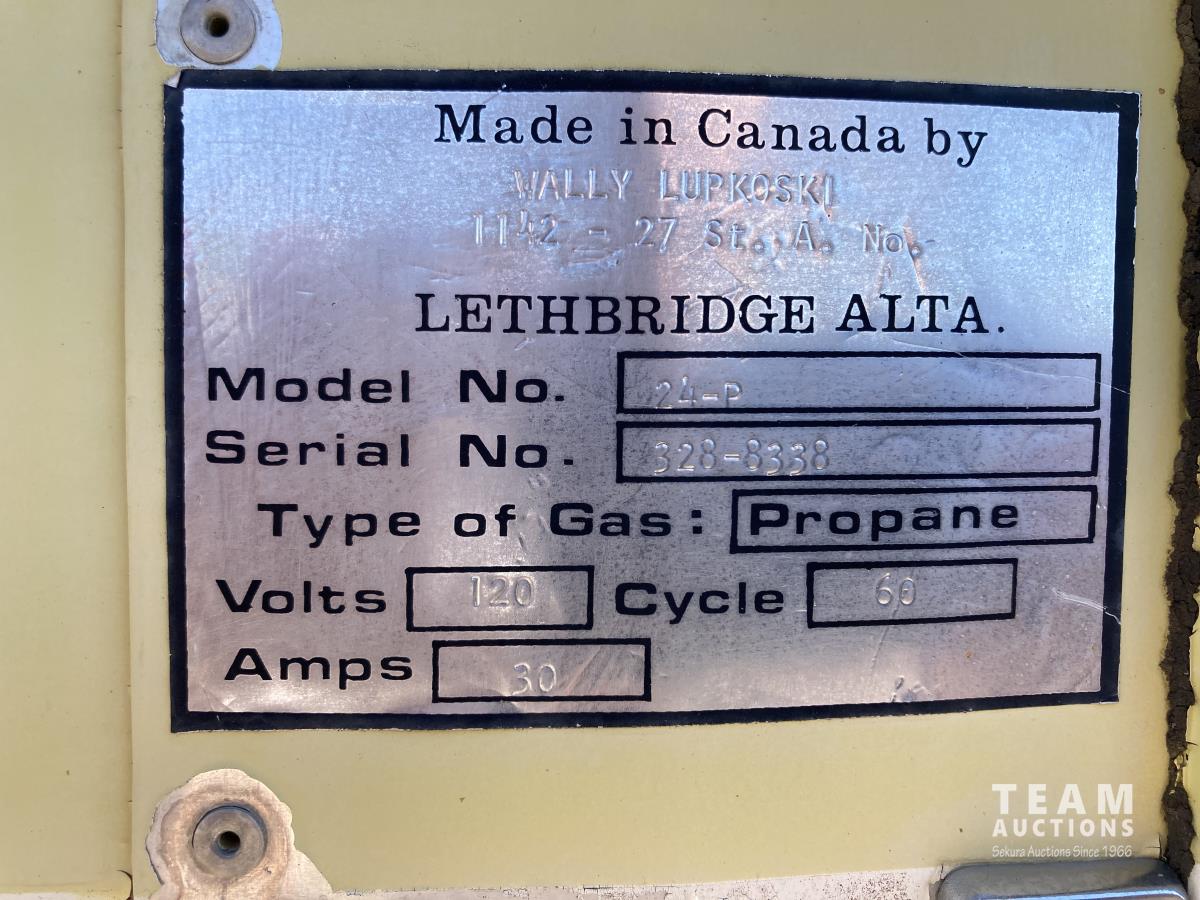 Made in Canada by
WALLY LUPKOSKI
1142 - 27 St. A. No.
LETHBRIDGE ALTA.
Model No. 24-P
Serial No. 328-8338
Type of Gas: Propane
Volts 120 Cycle 60
Amps 30
TEAM
AUCTIONS
Sekura Auctions Since 1966